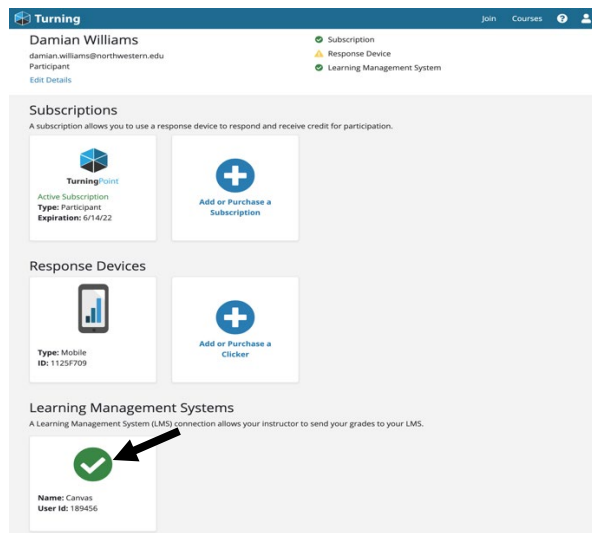 Turning
Join Courses
Damian Williams
damian.williams@northwestern.edu
Participant
Edit Details
Subscription
Response Device
Learning Management System
Subscriptions
A subscription allows you to use a response device to respond and receive credit for participation.
TurningPoint
Active Subscription
Type: Participant
Expiration: 6/14/22
Add or Purchase a
Subscription
Response Devices
Type: Mobile
ID: 1125F709
Add or Purchase a
Clicker
Learning Management Systems
A Learning Management System (LMS) connection allows your instructor to send your grades to your LMS.
Name: Canvas
User Id: 189456